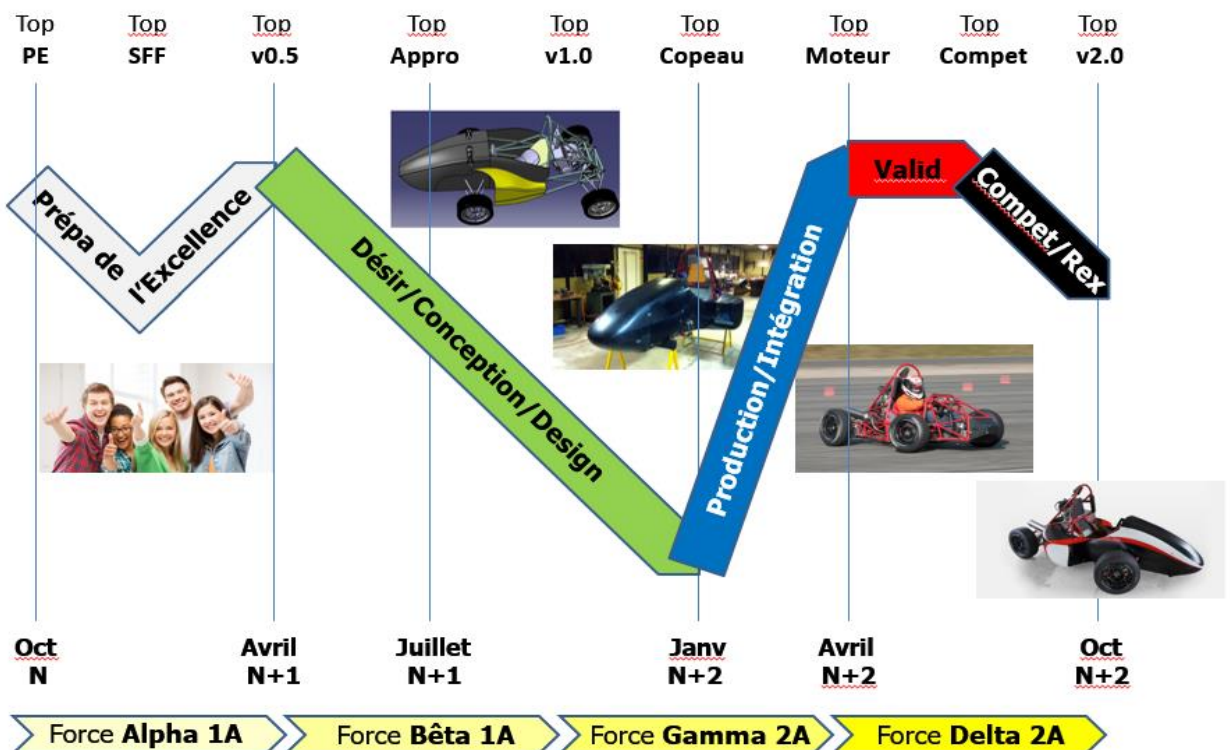 Top Top Top Top Top Top Top Top Top
PE SFF v0.5 Appro v1.0 Copeau Moteur Compet v2.0
Prépa de
l'Excellence
Désir/Conception/Design
Production/Intégration
Valid
Compet/Rex
Oct Avril Juillet Janv Avril Oct
N N+1 N+1 N+2 N+2 N+2
Force Alpha 1A Force Bêta 1A Force Gamma 2A Force Delta 2A